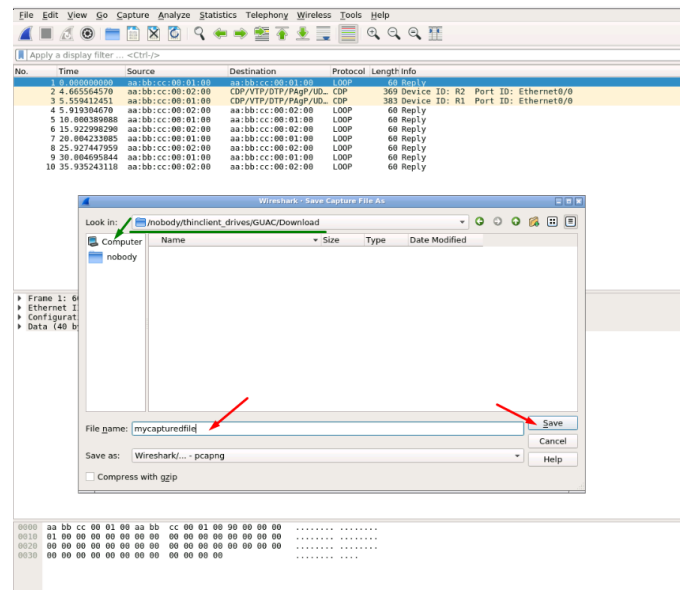 File Edit View Go Capture Analyze Statistics Telephony Wireless Tools Help
Apply a display filter ... <Ctrl-/>
No. Time Source Destination Protocol Length Info
1 0.000000000 aa:bb:cc:00:01:00 aa:bb:cc:00:01:00 LOOP 60 Reply
2 4.665564570 aa:bb:cc:00:02:00 CDP/VTP/DTP/PAgP/UD… CDP 369 Device ID: R2 Port ID: Ethernet0/0
3 5.559412451 aa:bb:cc:00:01:00 CDP/VTP/DTP/PAgP/UD… CDP 383 Device ID: R1 Port ID: Ethernet0/0
4 5.919304670 aa:bb:cc:00:02:00 aa:bb:cc:00:02:00 LOOP 60 Reply
5 10.000389088 aa:bb:cc:00:01:00 aa:bb:cc:00:01:00 LOOP 60 Reply
6 15.922998290 aa:bb:cc:00:02:00 aa:bb:cc:00:02:00 LOOP 60 Reply
7 20.004233085 aa:bb:cc:00:01:00 aa:bb:cc:00:01:00 LOOP 60 Reply
8 25.927447959 aa:bb:cc:00:02:00 aa:bb:cc:00:02:00 LOOP 60 Reply
9 30.004695844 aa:bb:cc:00:01:00 aa:bb:cc:00:01:00 LOOP 60 Reply
10 35.935243118 aa:bb:cc:00:02:00 aa:bb:cc:00:02:00 LOOP 60 Reply
Wireshark · Save Capture File As
Look in: /nobody/thinclient_drives/GUAC/Download
Computer Name Size Type Date Modified
nobody
Frame 1: 6
Ethernet I
Configurat
Data (40 b
File name: mycapturedfile Save
Cancel
Save as: Wireshark/... - pcapng Help
Compress with gzip
0000 aa bb cc 00 01 00 aa bb cc 00 01 00 90 00 00 00 ........ ........
0010 01 00 00 00 00 00 00 00 00 00 00 00 00 00 00 00 ........ ........
0020 00 00 00 00 00 00 00 00 00 00 00 00 00 00 00 00 ........ ........
0030 00 00 00 00 00 00 00 00 00 00 00 00 ........ ....